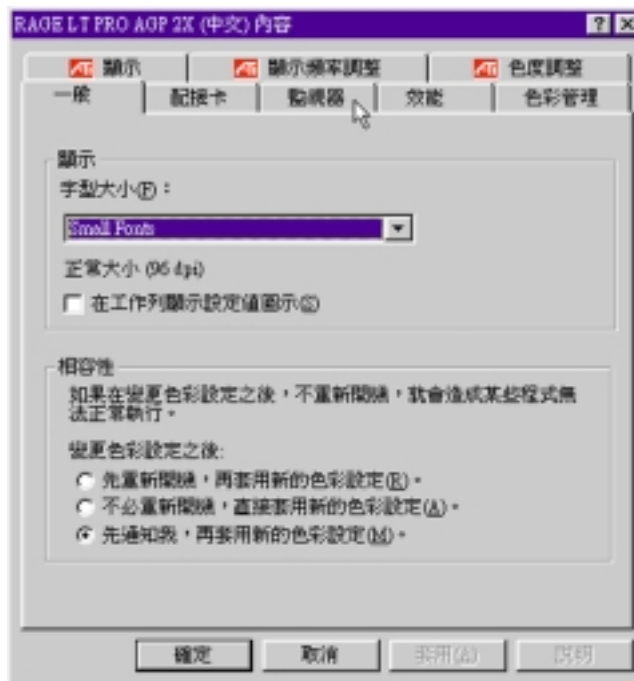 RAGE LT PRO AGP 2X (中文) 內容
ATI 顯示 ATI 顯示頻率調整 ATI 色度調整
一般 配接卡 監視器 效能 色彩管理
顯示
字型大小(F)：
Small Fonts
正常大小 (96 dpi)
在工作列顯示設定值圖示(S)
相容性
如果在變更色彩設定之後，不重新開機，就會造成某些程式無
法正常執行。
變更色彩設定之後:
先重新開機，再套用新的色彩設定(R)。
不必重新開機，直接套用新的色彩設定(A)。
先通知我，再套用新的色彩設定(M)。
確定 取消 套用(A) 說明